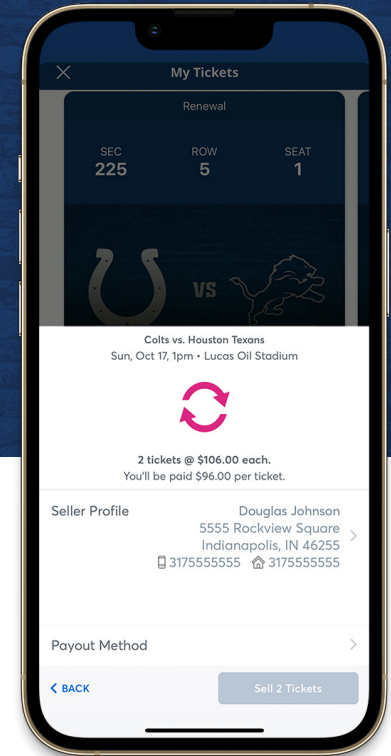 My Tickets
Renewal
SEC ROW SEAT
225 5 1
VS
Colts vs. Houston Texans
Sun, Oct 17, 1pm • Lucas Oil Stadium
2 tickets @ $106.00 each.
You'll be paid $96.00 per ticket.
Seller Profile Douglas Johnson
5555 Rockview Square
Indianapolis, IN 46255
3175555555 3175555555
Payout Method
BACK Sell 2 Tickets